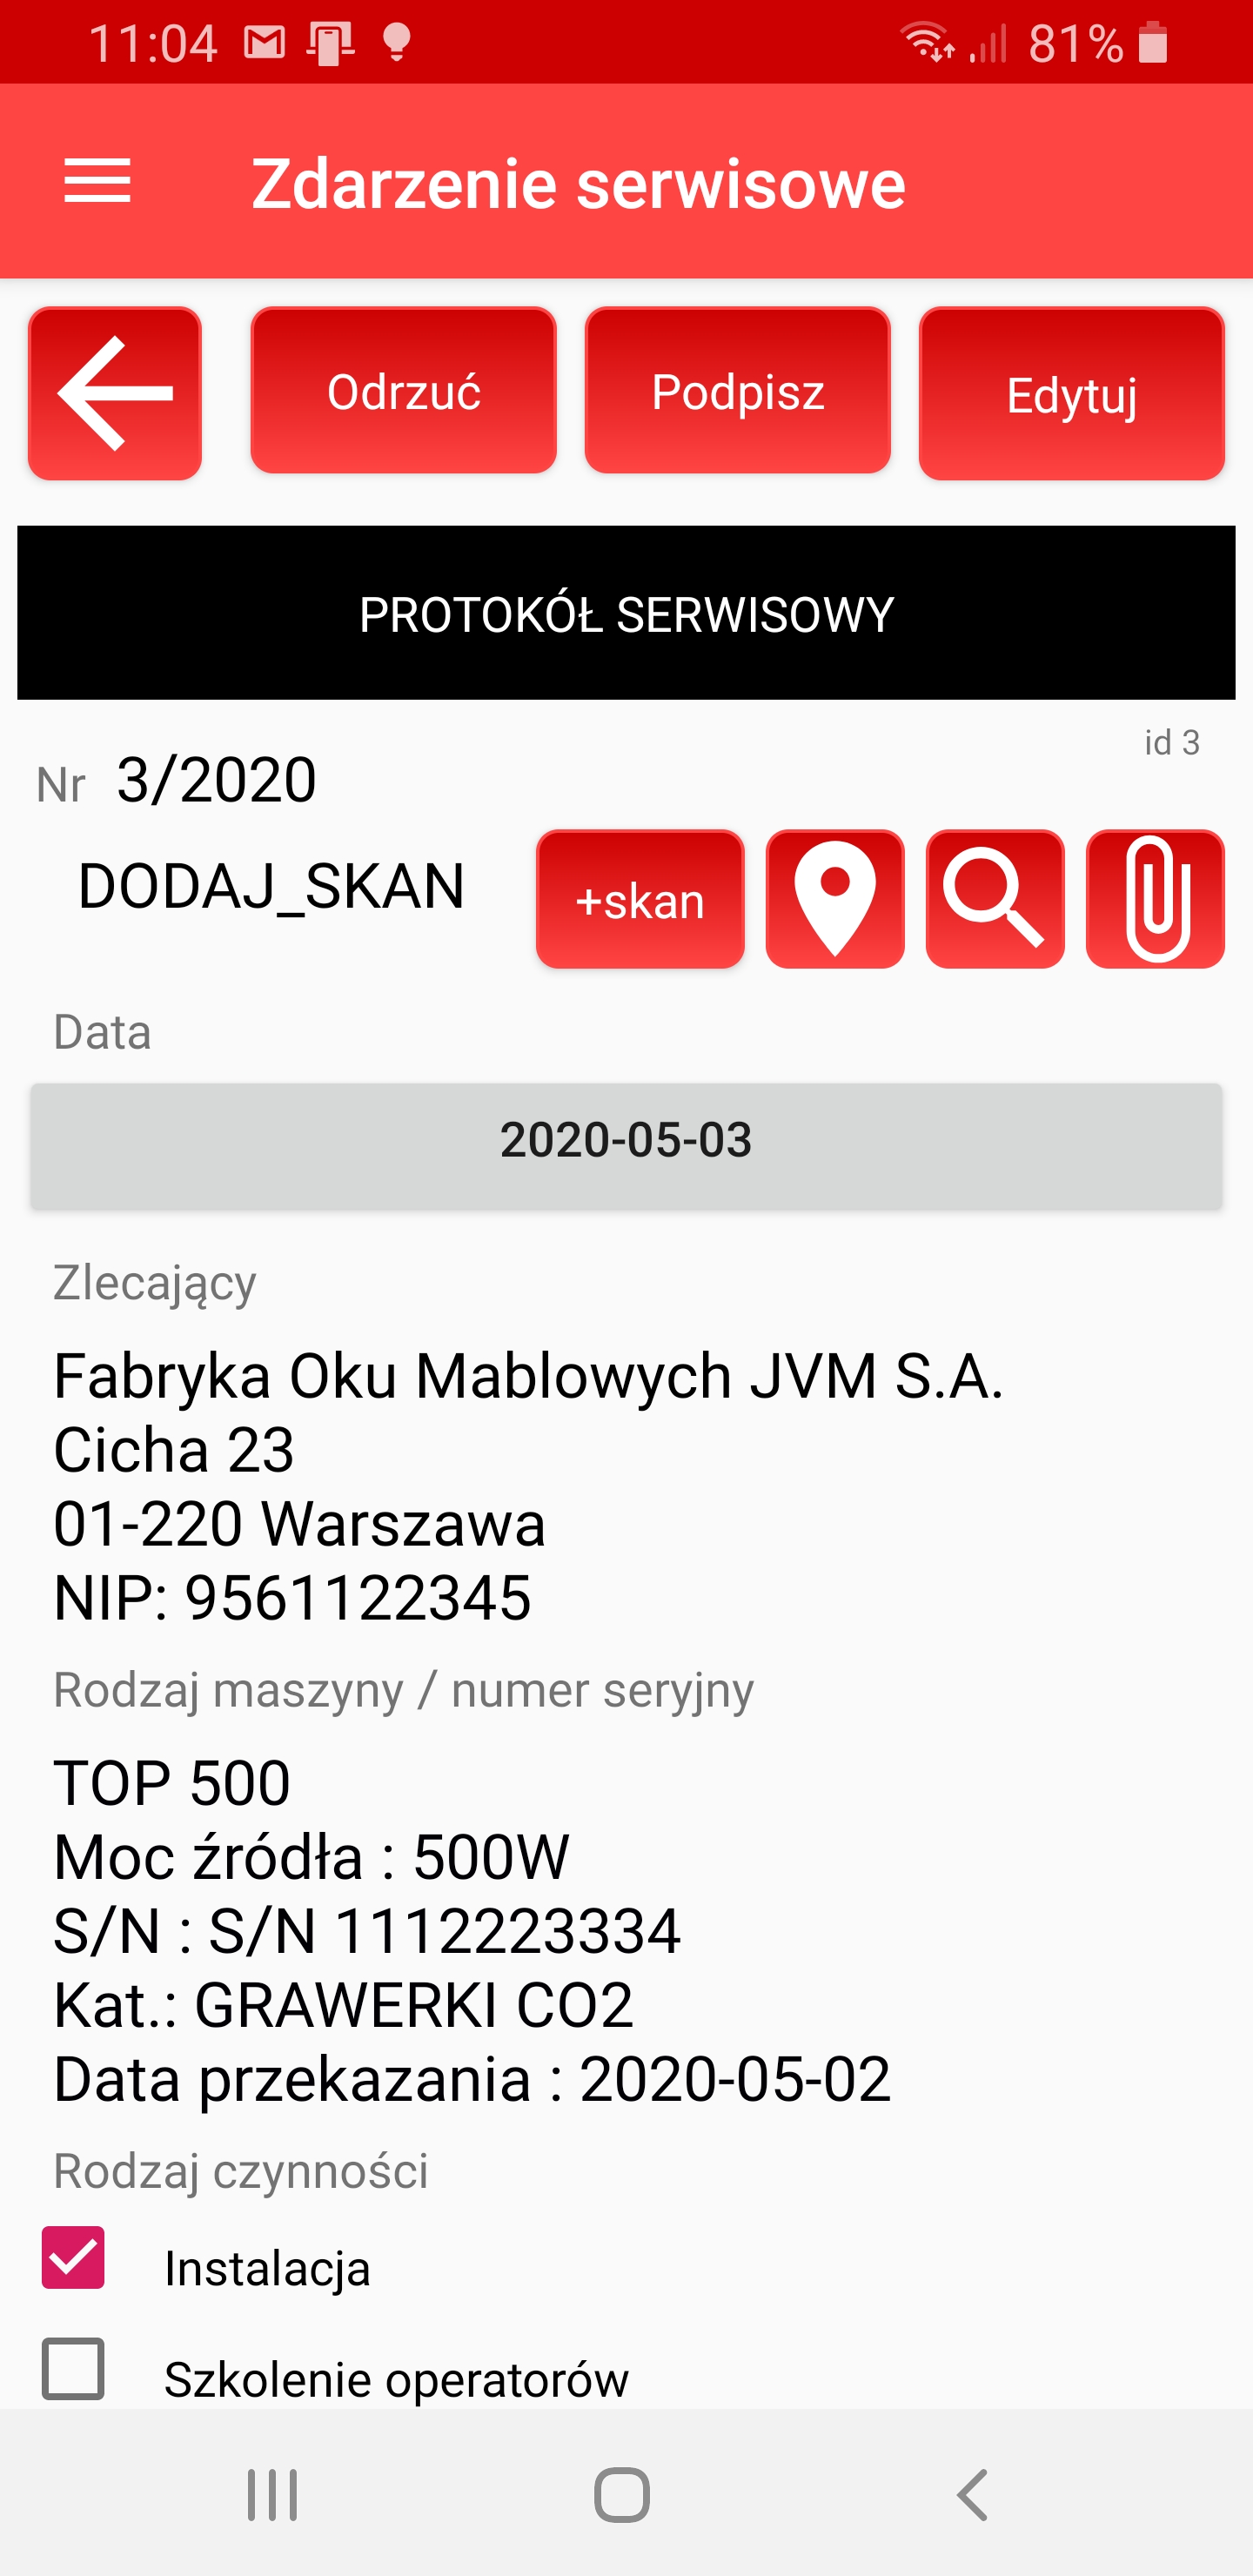 11:04 81%
Zdarzenie serwisowe
Odrzuć Podpisz Edytuj
PROTOKÓŁ SERWISOWY
id 3
Nr 3/2020
DODAJ_SKAN +skan
Data
2020-05-03
Zlecający
Fabryka Oku Mablowych JVM S.A.
Cicha 23
01-220 Warszawa
NIP: 9561122345
Rodzaj maszyny / numer seryjny
TOP 500
Moc źródła : 500W
S/N : S/N 1112223334
Kat.: GRAWERKI CO2
Data przekazania : 2020-05-02
Rodzaj czynności
Instalacja
Szkolenie operatorów